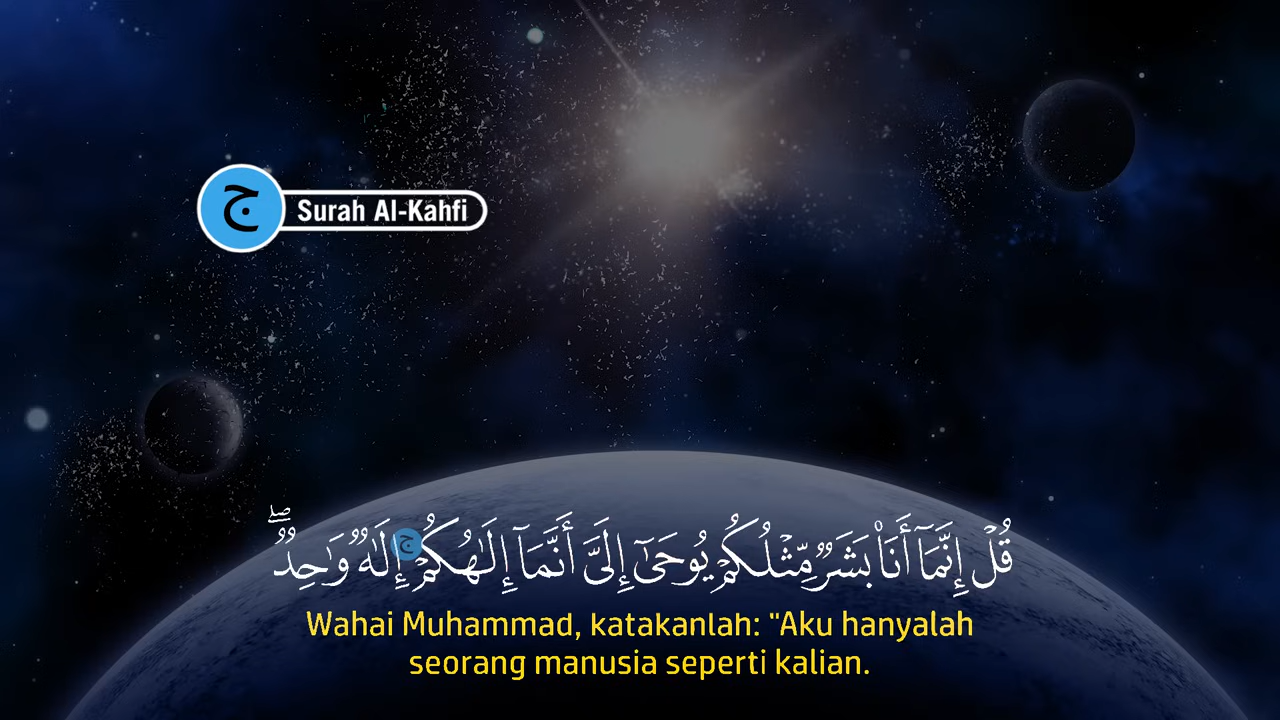 ج
Surah Al-Kahfi
قُلْ إِنَّمَآ أَنَا۠ بَشَرٌ مِّثْلُكُمْ يُوحَىٰٓ إِلَىَّ أَنَّمَآ إِلَـٰهُكُمْ إِلَـٰهٌ وَٰحِدٌ ۖ
ج
Wahai Muhammad, katakanlah: "Aku hanyalah
seorang manusia seperti kalian.